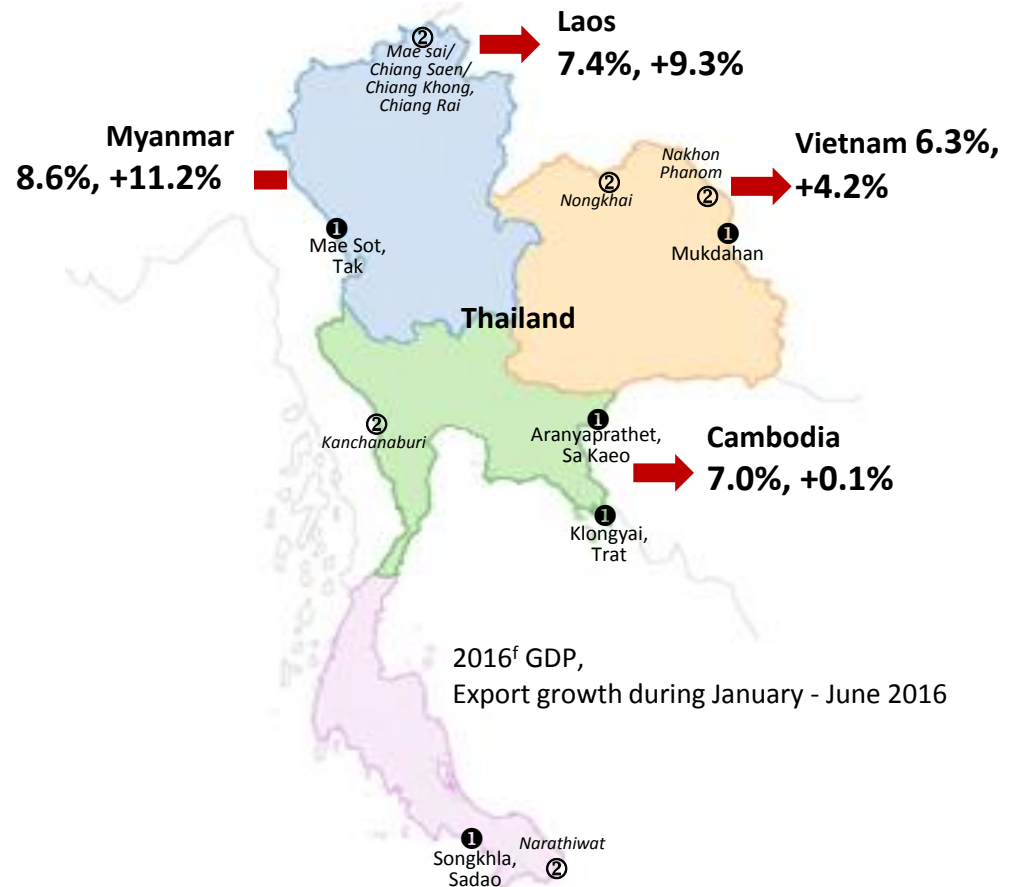 ②
Mae sai/
Chiang Saen/
Chiang Khong,
Chiang Rai
Laos
7.4%, +9.3%
Myanmar
8.6%, +11.2%
Vietnam 6.3%,
+4.2%
Nakhon
Phanom
②
②
Nongkhai
❶
Mae Sot,
Tak
❶
Mukdahan
Thailand
②
Kanchanaburi
❶
Aranyaprathet,
Sa Kaeo
Cambodia
7.0%, +0.1%
❶
Klongyai,
Trat
2016ᶠ GDP,
Export growth during January - June 2016
❶
Songkhla,
Sadao
Narathiwat
②